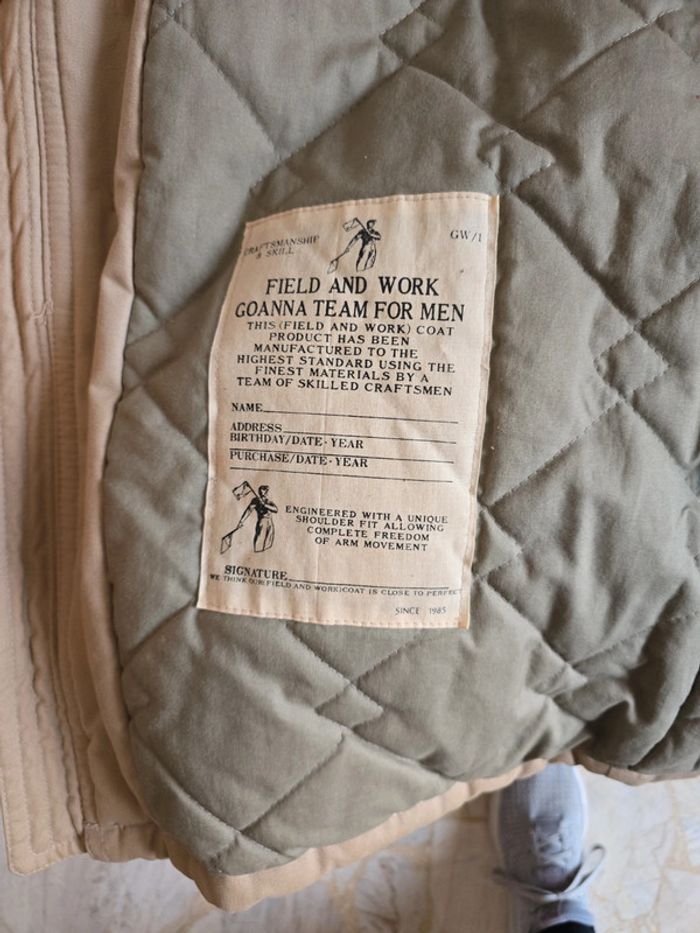 CRAFTSMANSHIP
& SKILL
GW/1
FIELD AND WORK
GOANNA TEAM FOR MEN
THIS (FIELD AND WORK) COAT
PRODUCT HAS BEEN
MANUFACTURED TO THE
HIGHEST STANDARD USING THE
FINEST MATERIALS BY A
TEAM OF SKILLED CRAFTSMEN
NAME
ADDRESS
BIRTHDAY/DATE·YEAR
PURCHASE/DATE·YEAR
ENGINEERED WITH A UNIQUE
SHOULDER FIT ALLOWING
COMPLETE FREEDOM
OF ARM MOVEMENT
SIGNATURE
WE THINK OUR(FIELD AND WORK)COAT IS CLOSE TO PERFECT
SINCE 1985